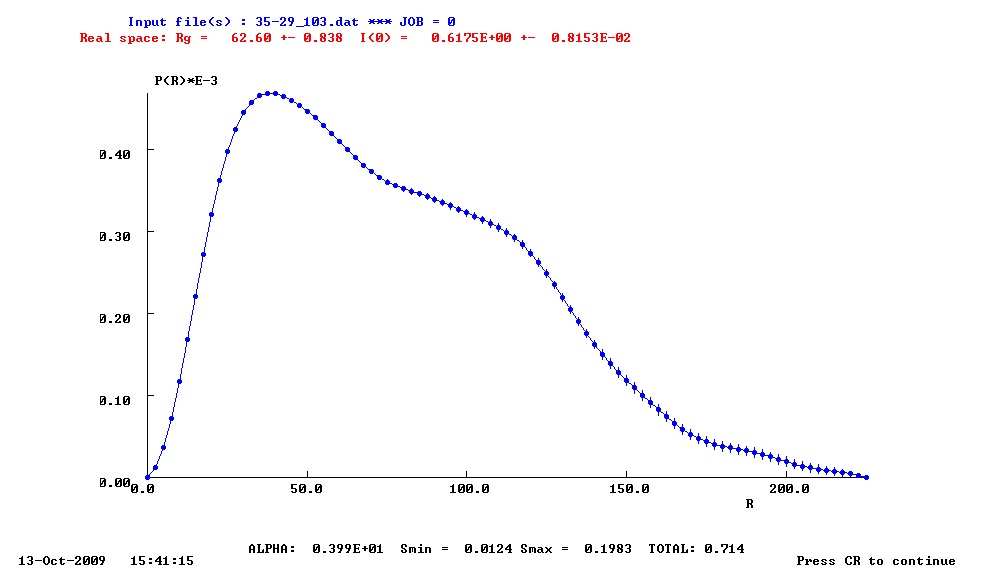 Input file(s) : 35-29_103.dat *** JOB = 0
Real space: Rg =   62.60 +- 0.838  I(0) =   0.6175E+00 +-  0.8153E-02
P(R)*E-3
0.40
0.30
0.20
0.10
0.00
0.0 50.0 100.0 150.0 200.0
R
ALPHA:  0.399E+01  Smin =  0.0124 Smax =  0.1983  TOTAL: 0.714
13-Oct-2009   15:41:15 Press CR to continue